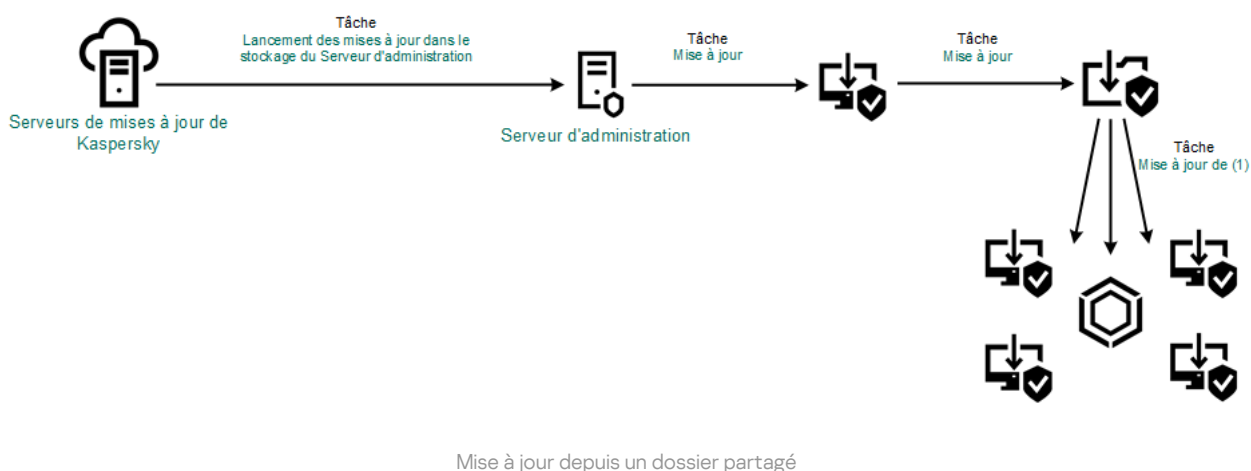 Tâche
Lancement des mises à jour dans le
stockage du Serveur d'administration
Tâche
Mise à jour
Tâche
Mise à jour
Serveurs de mises à jour de
Kaspersky
Serveur d'administration
Tâche
Mise à jour de (1)
Mise à jour depuis un dossier partagé